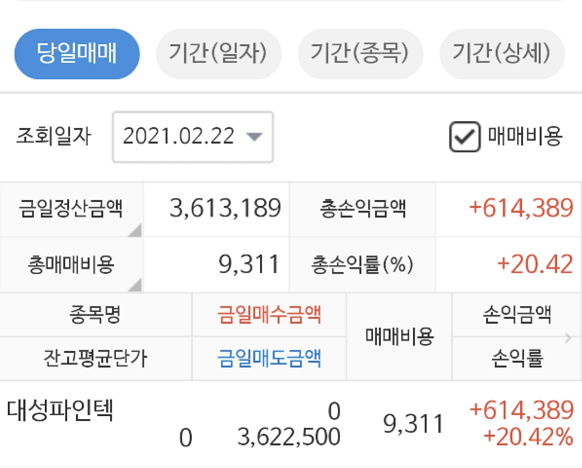 당일매매 기간(일자) 기간(종목) 기간(상세)
조회일자 2021.02.22 매매비용
금일정산금액 3,613,189 총손익금액 +614,389
총매매비용 9,311 총손익률(%) +20.42
종목명 금일매수금액 매매비용 손익금액
잔고평균단가 금일매도금액 손익률
대성파인텍 0 9,311 +614,389
0 3,622,500 +20.42%